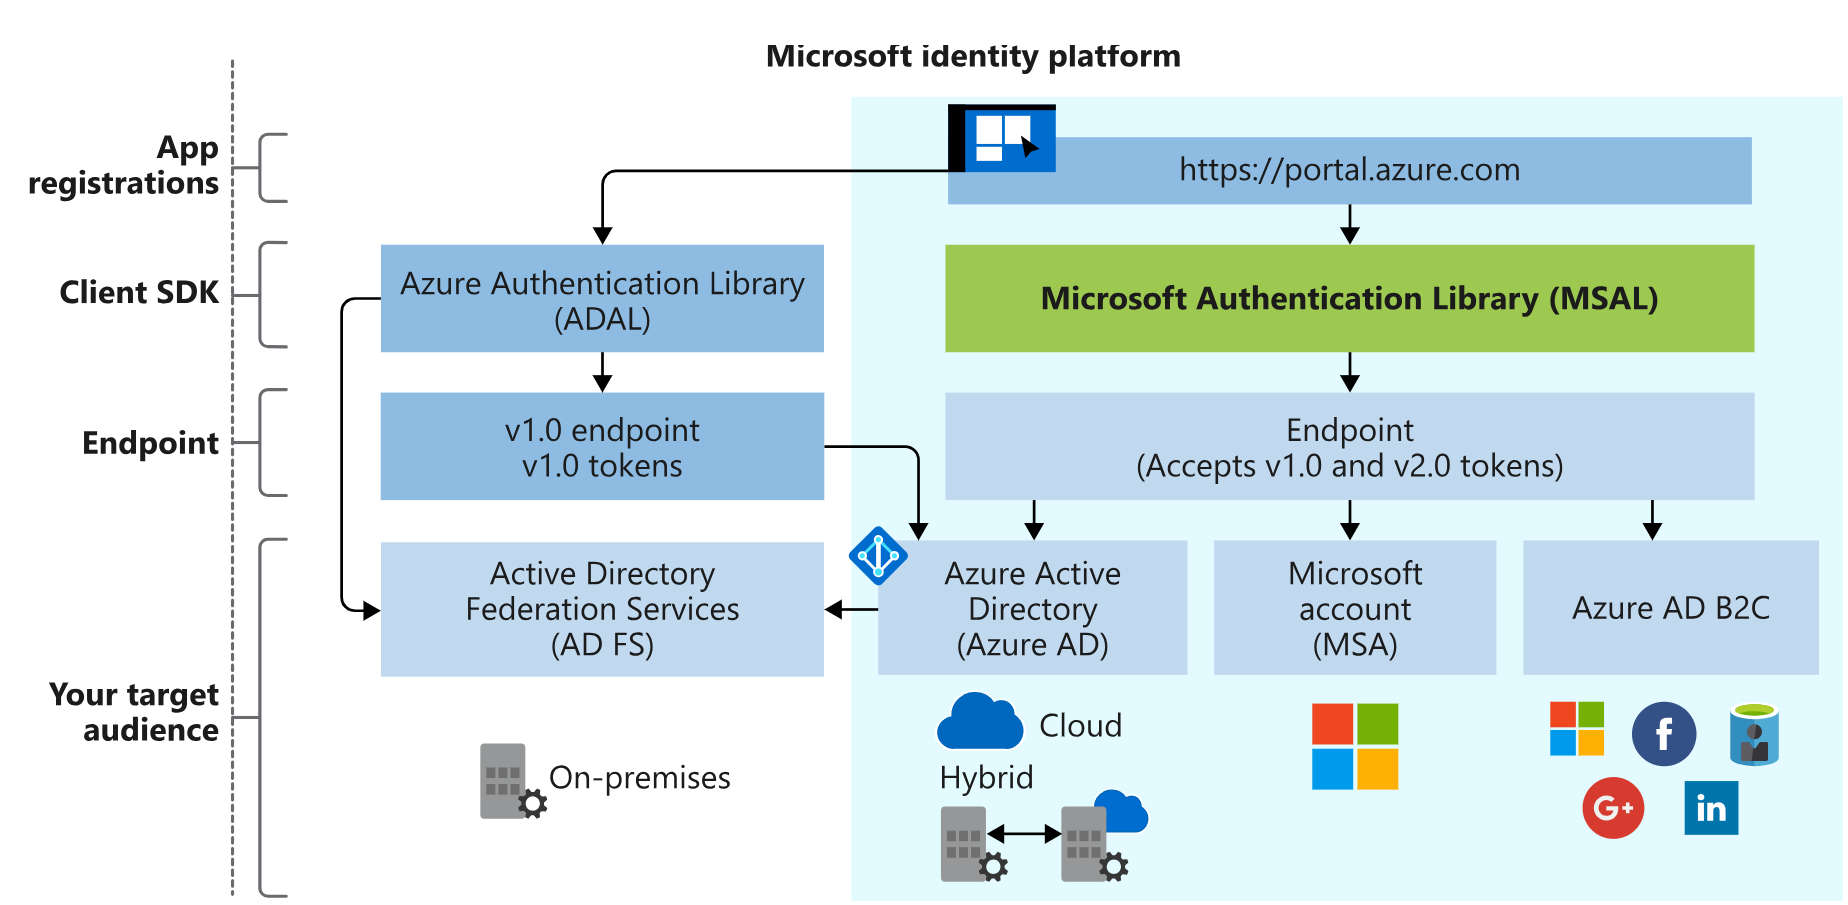 Microsoft identity platform
App
registrations
https://portal.azure.com
Client SDK
Azure Authentication Library
(ADAL)
Microsoft Authentication Library (MSAL)
Endpoint
v1.0 endpoint
v1.0 tokens
Endpoint
(Accepts v1.0 and v2.0 tokens)
Your target
audience
Active Directory
Federation Services
(AD FS)
Azure Active
Directory
(Azure AD)
Microsoft
account
(MSA)
Azure AD B2C
On-premises
Cloud
Hybrid
f
G+
in